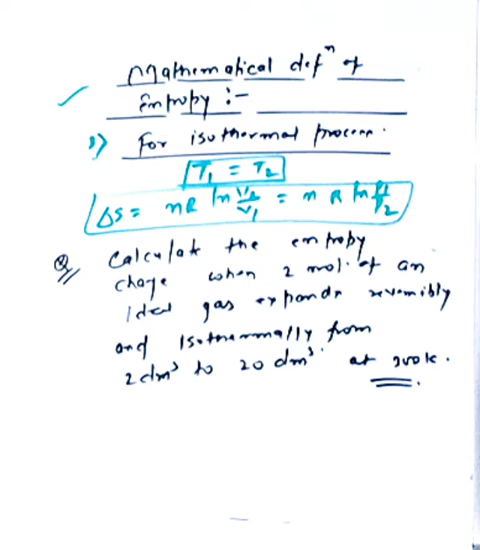 Mathematical defⁿ of
Entropy :-
1) For isothermal process.
T₁ = T₂
ΔS = nR ln V₂/V₁ = n R ln P₁/P₂
Q Calculate the entropy
change when 2 mol. of an
Ideal gas expands reversibly
and Isothermally from
2 dm³ to 20 dm³ at 300 K.